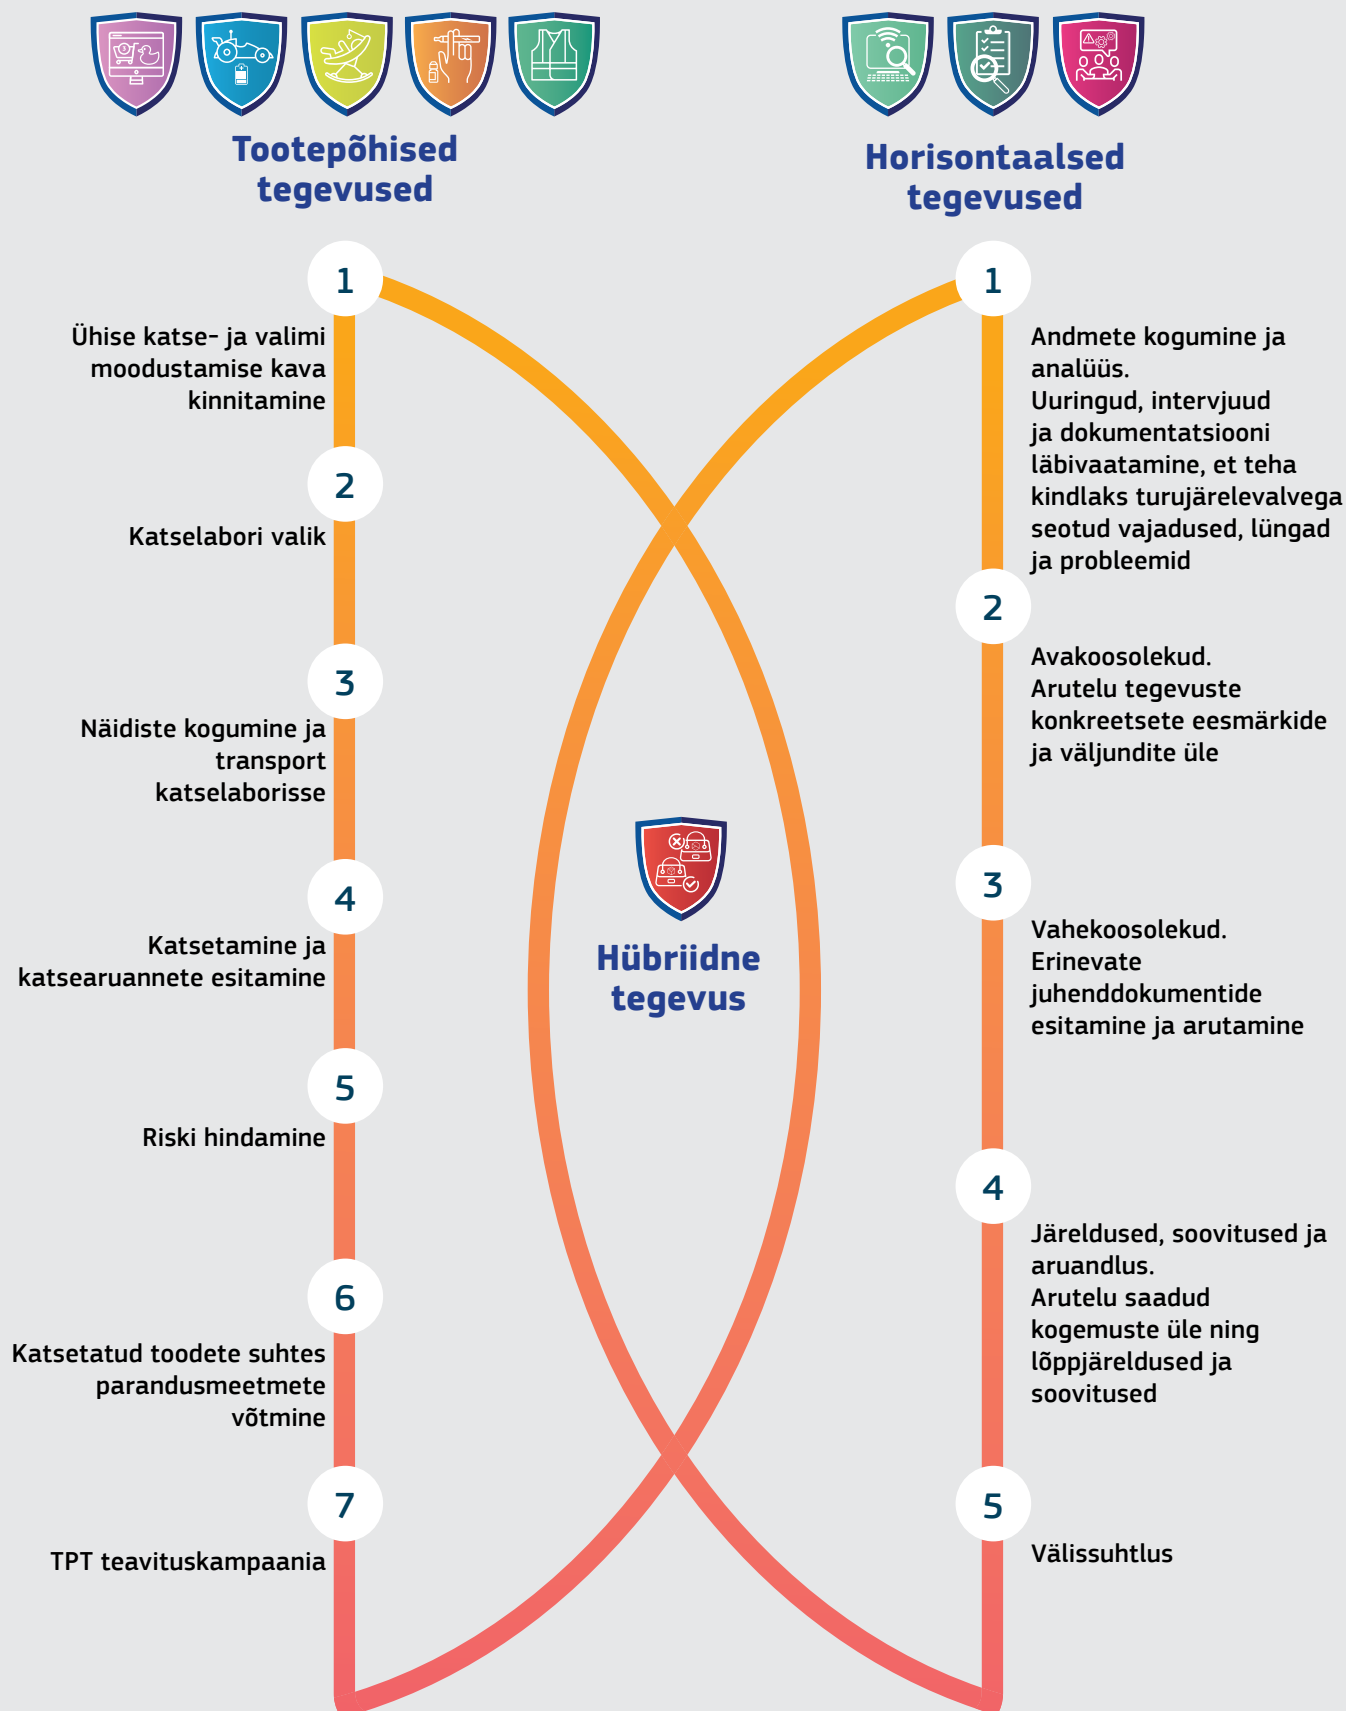 Tootepõhised
tegevused
1
Ühise katse- ja valimi
moodustamise kava
kinnitamine
2
Katselabori valik
3
Näidiste kogumine ja
transport
katselaborisse
4
Katsetamine ja
katsearuannete esitamine
5
Riski hindamine
6
Katsetatud toodete suhtes
parandusmeetmete
võtmine
7
TPT teavituskampaania
Hübriidne
tegevus
Horisontaalsed
tegevused
1
Andmete kogumine ja
analüüs.
Uuringud, intervjuud
ja dokumentatsiooni
läbivaatamine, et teha
kindlaks turujärelevalvega
seotud vajadused, lüngad
ja probleemid
2
Avakoosolekud.
Arutelu tegevuste
konkreetsete eesmärkide
ja väljundite üle
3
Vahekoosolekud.
Erinevate
juhenddokumentide
esitamine ja arutamine
4
Järeldused, soovitused ja
aruandlus.
Arutelu saadud
kogemuste üle ning
lõppjäreldused ja
soovitused
5
Välissuhtlus